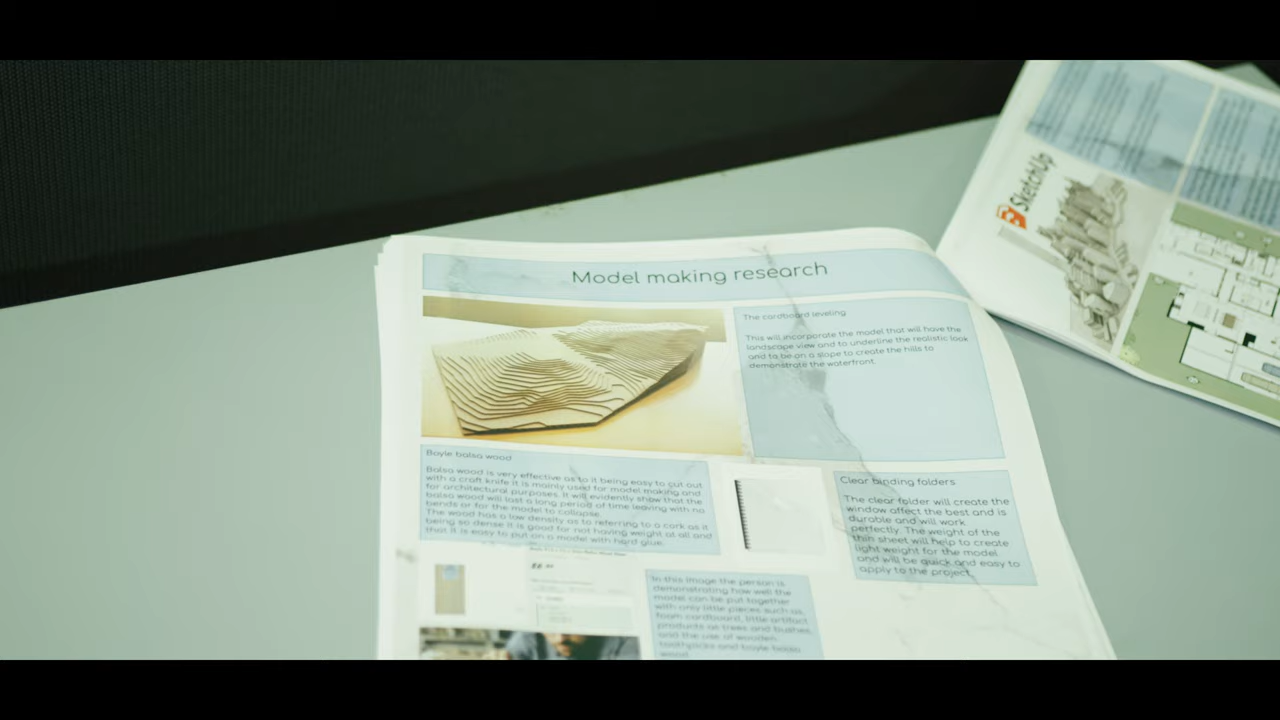 Model making research
The cardboard leveling
This will incorporate the model that will have the
landscape view and to underline the realistic look
and to be on a slope to create the hills to
demonstrate the waterfront.
Boyle balsa wood
Balsa wood is very effective as to it being easy to cut out
with a craft knife it is mainly used for model making and
for architectural purposes. It will evidently show that the
balsa wood will last a long period of time leaving with no
bends or for the model to collapse.
The wood has a low density as to referring to a cork as it
being so dense it is good for not having weight at all and
that it is easy to put on a model with hard glue.
Clear binding folders
The clear folder will create the
window affect the best and is
durable and will work
perfectly. The weight of the
thin sheet will help to create
light weight for the model
and will be quick and easy to
apply to the project
In this image the person is
demonstrating how well the
model can be put together
with only little pieces such as
foam cardboard, little artifact
products as trees and bushes
and the use of wooden
toothpicks and boyle balsa
wood.
SketchUp